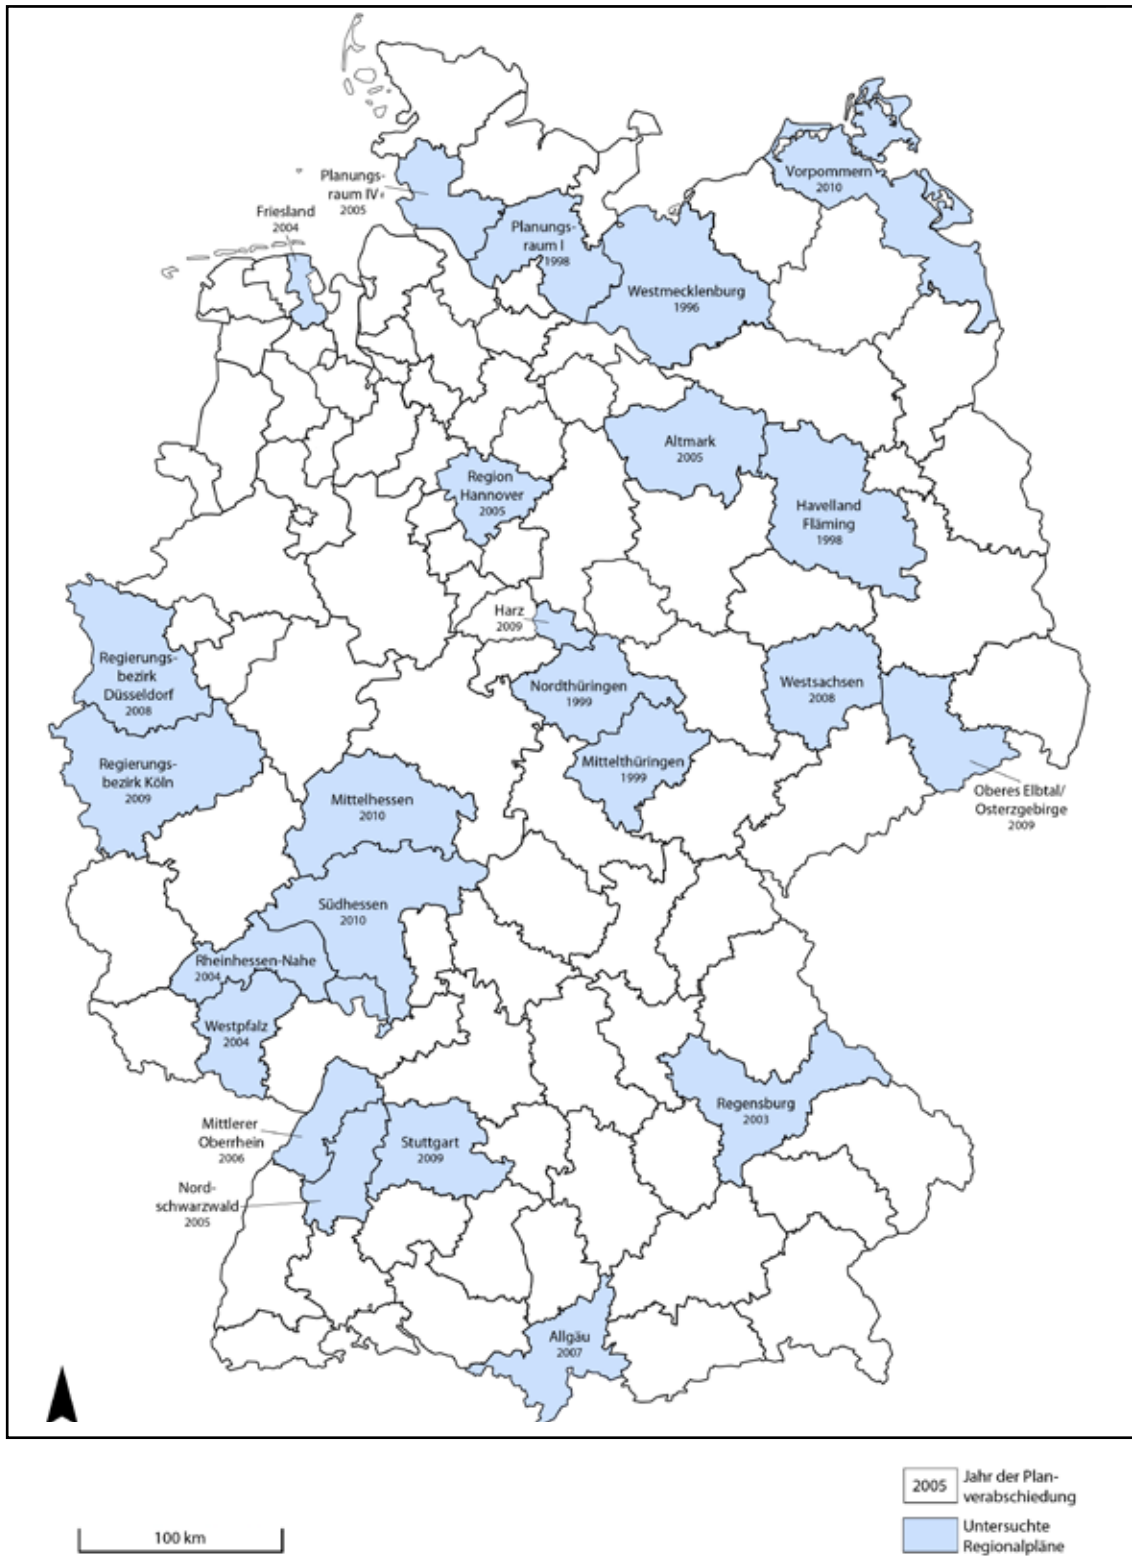 Planungs-
raum IV
2005
Friesland
2004
Planungs-
raum I
1998
Vorpommern
2010
Westmecklenburg
1996
Altmark
2005
Region
Hannover
2005
Havelland
Fläming
1998
Harz
2009
Regierungs-
bezirk
Düsseldorf
2008
Nordthüringen
1999
Westsachsen
2008
Regierungs-
bezirk Köln
2009
Mittelthüringen
1999
Oberes Elbtal/
Osterzgebirge
2009
Mittelhessen
2010
Südhessen
2010
Rheinhessen-Nahe
2004
Westpfalz
2004
Regensburg
2003
Mittlerer
Oberrhein
2006
Stuttgart
2009
Nord-
schwarzwald
2005
Allgäu
2007
2005 Jahr der Plan-
verabschiedung
Untersuchte
Regionalpläne
100 km